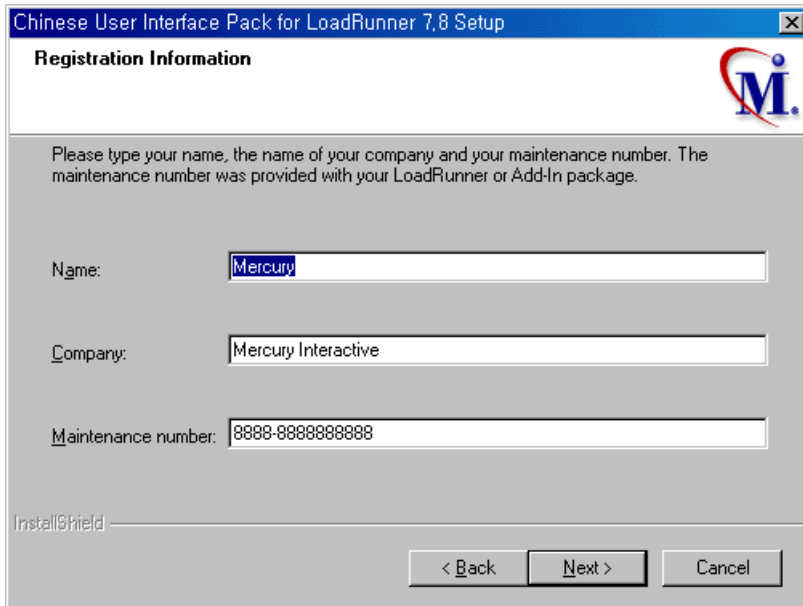 Chinese User Interface Pack for LoadRunner 7,8 Setup
Registration Information
M.
Please type your name, the name of your company and your maintenance number. The
maintenance number was provided with your LoadRunner or Add-In package.
Name: Mercury
Company: Mercury Interactive
Maintenance number: 8888-8888888888
InstallShield
< Back Next > Cancel